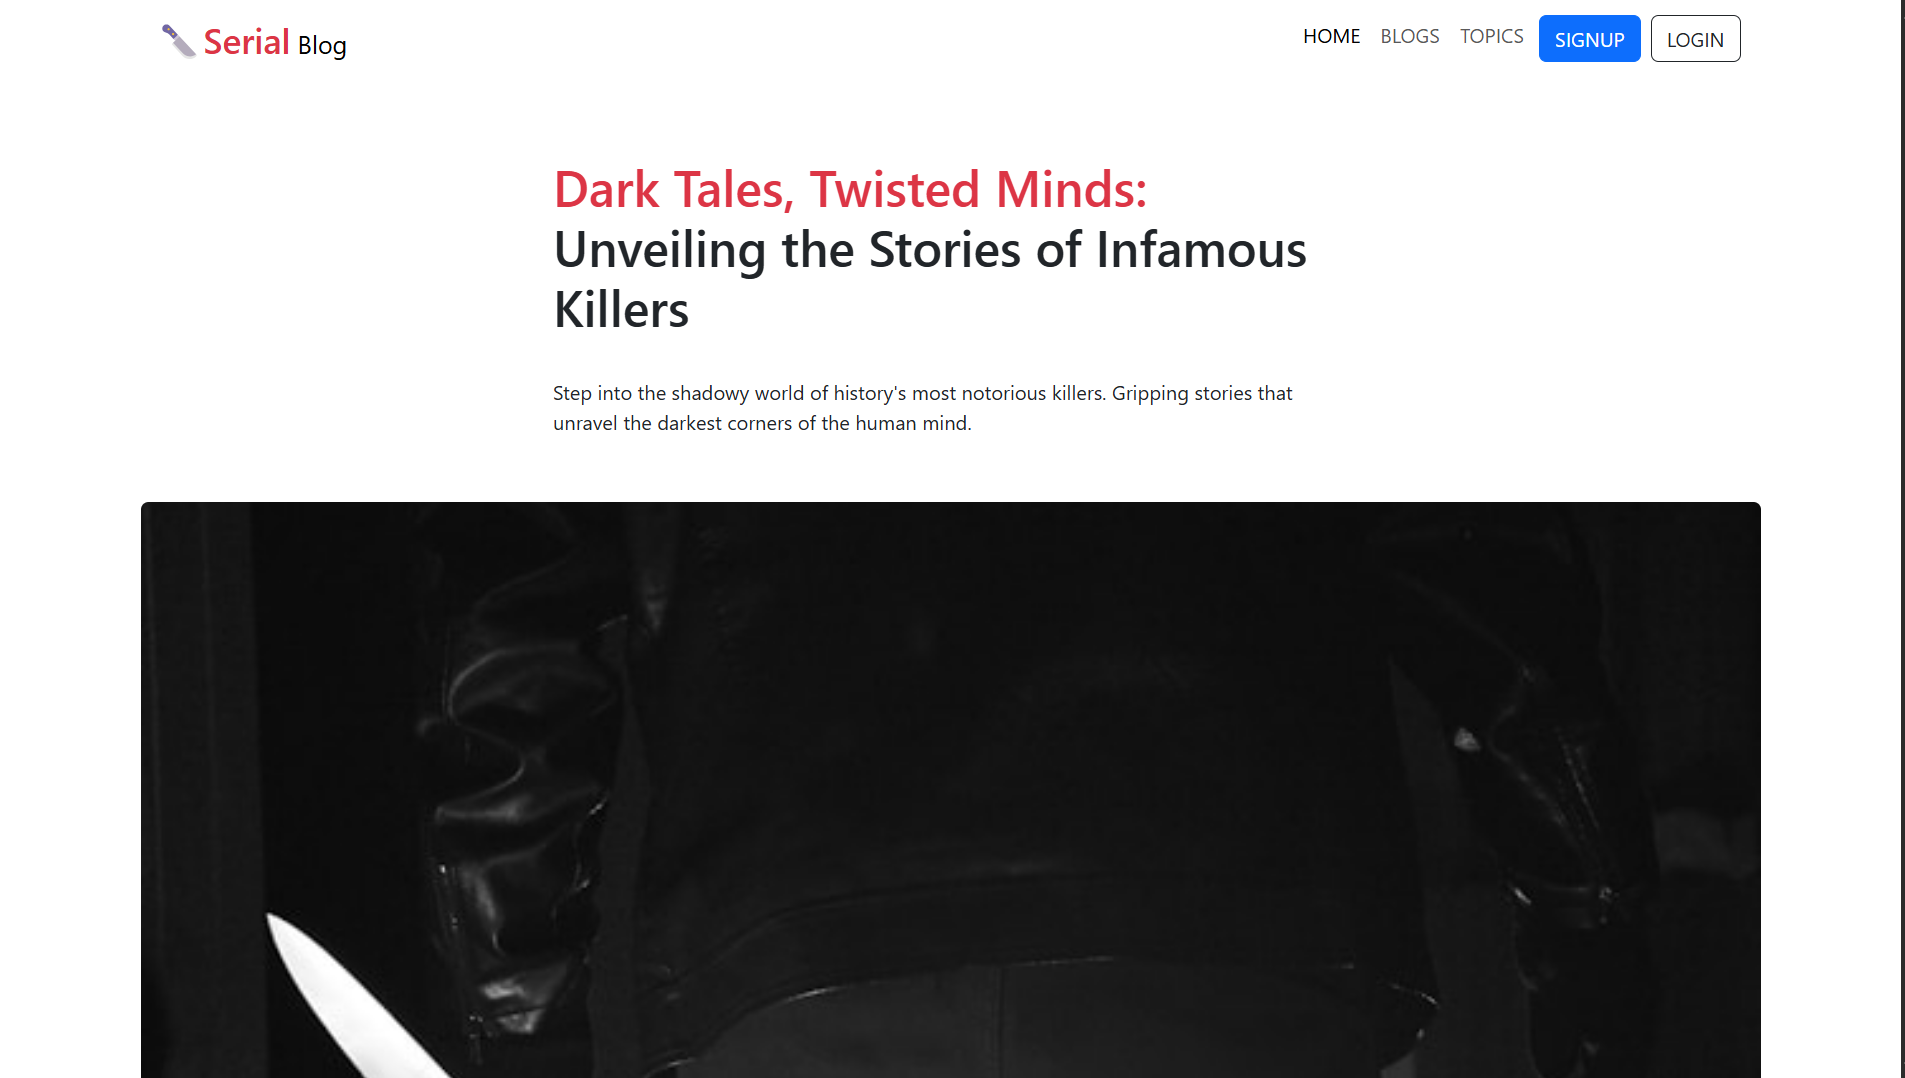 🔪 Serial Blog
HOME BLOGS TOPICS SIGNUP LOGIN
Dark Tales, Twisted Minds:
Unveiling the Stories of Infamous
Killers
Step into the shadowy world of history's most notorious killers. Gripping stories that
unravel the darkest corners of the human mind.